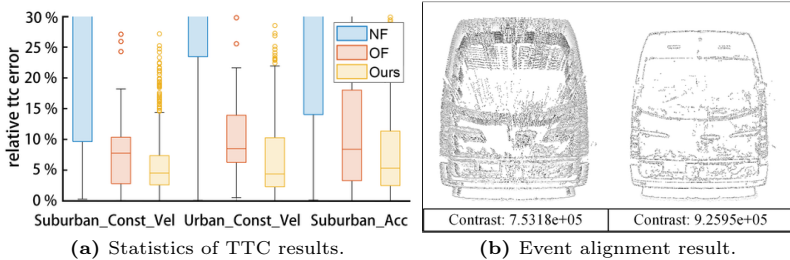 30 %
25 %
20 %
15 %
10 %
5 %
0 %
relative ttc error
NF
OF
Ours
Suburban_Const_Vel Urban_Const_Vel Suburban_Acc
(a) Statistics of TTC results.
Contrast: 7.5318e+05 Contrast: 9.2595e+05
(b) Event alignment result.